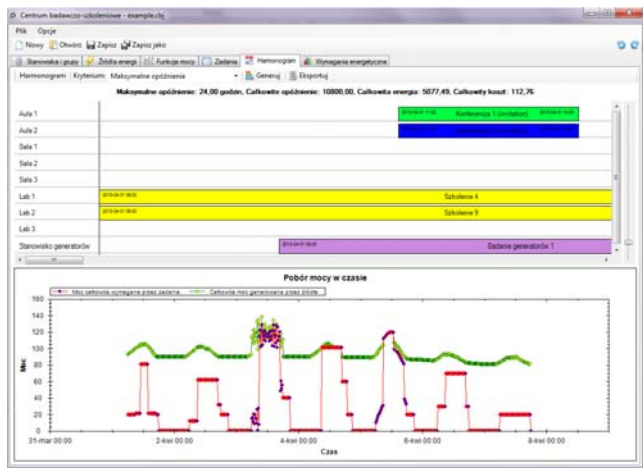 Centrum badawczo-szkoleniowe - example.cbj
Plik Opcje
Nowy Otwórz Zapisz Zapisz jako
Stanowiska i grupy Źródła energi Funkcje mocy Zadania Harmonogram Wymagania energetyczne
Harmonogram Kryterium: Maksymalne opóźnienie Generuj Eksportuj
Maksymalne opóźnienie: 24,00 godzin, Całkowite opóźnienie: 10800,00, Całkowita energia: 5077,49, Całkowity koszt: 112,76
Aula 1 Konferencja 1 (invitation)
Aula 2
Sala 1
Sala 2
Sala 3
Lab 1 Szkolenie 4
Lab 2 Szkolenie 9
Lab 3
Stanowisko generatorów Badanie generatorów 1
Pobór mocy w czasie
Moc całkowita wymagana przez zadania Całkowita moc generowana przez źródła
160
140
120
100
80
60
40
20
0
Moc
31-mar 00:00 2-kwi 00:00 4-kwi 00:00 6-kwi 00:00 8-kwi 00:00
Czas